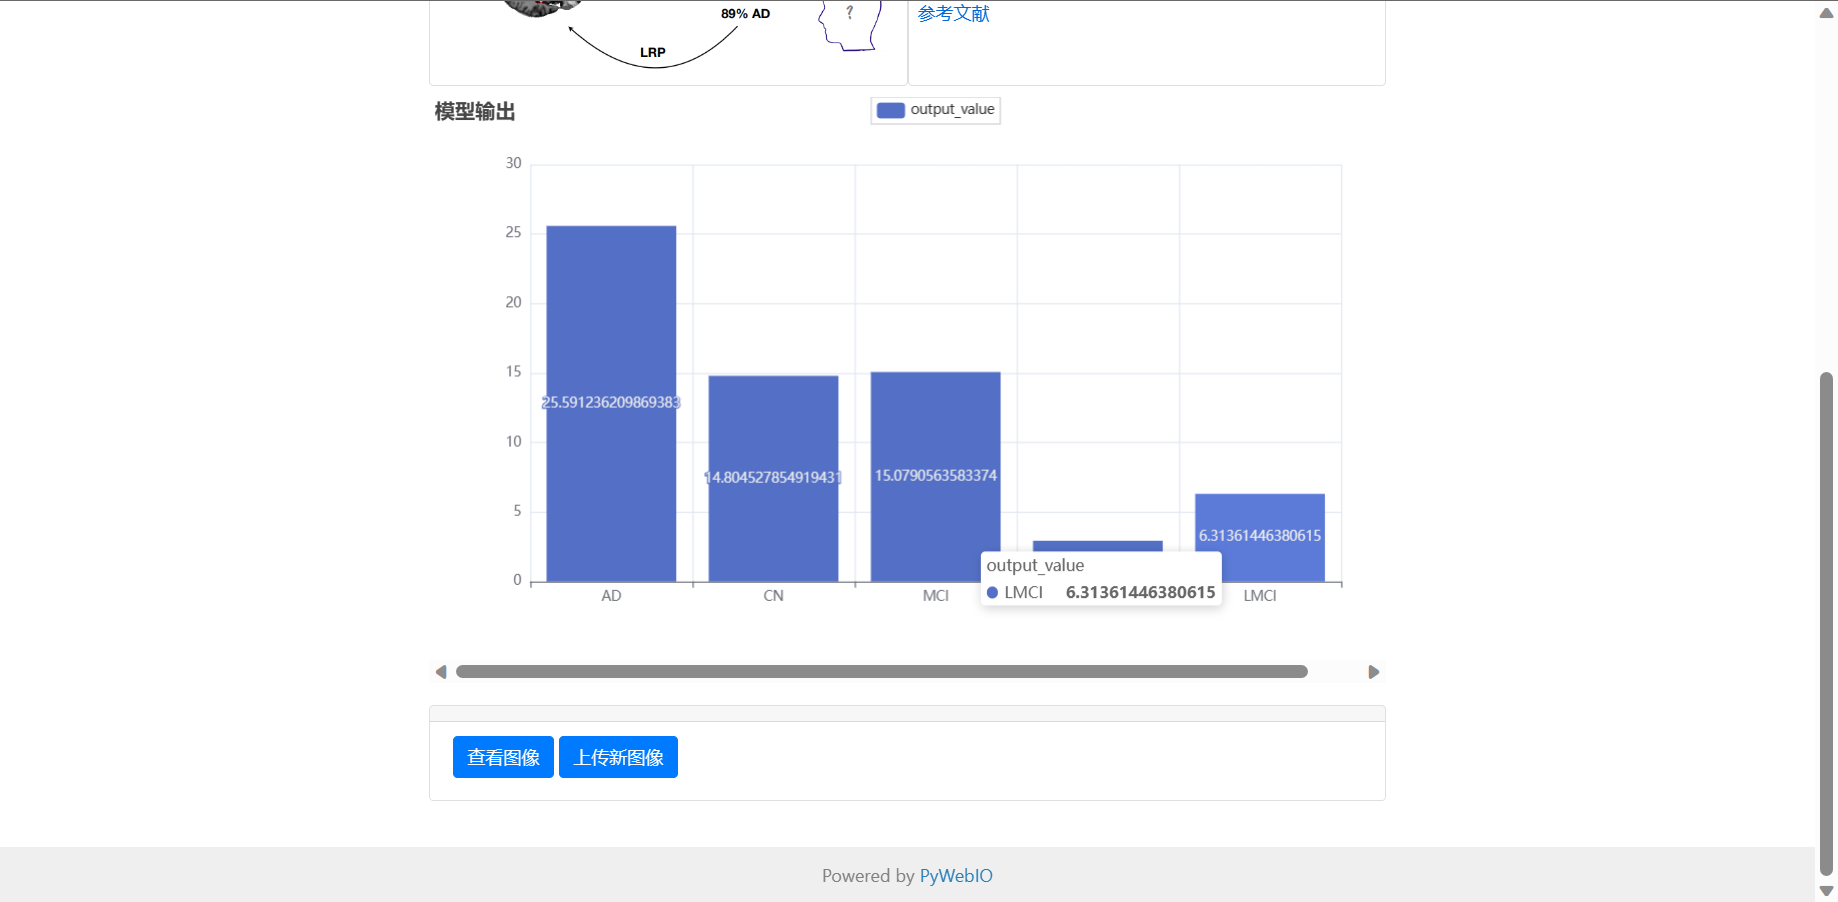 89% AD
?
参考文献
LRP
模型输出
output_value
30
25
20
15
10
5
0
25.591236209869383
14.804527854919431
15.0790563583374
6.31361446380615
output_value
LMCI 6.31361446380615
AD
CN
MCI
LMCI
查看图像
上传新图像
Powered by PyWebIO